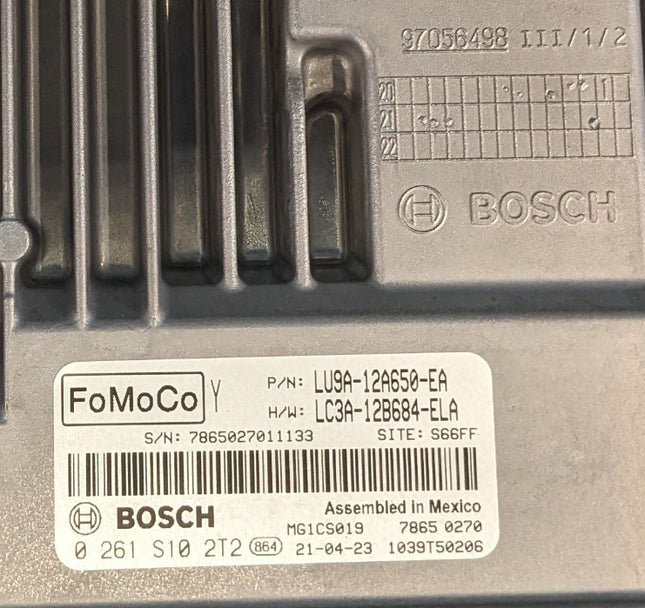 97056498 III/1/2
20
21
22
BOSCH
FoMoCo Y
P/N: LU9A-12A650-EA
H/W: LC3A-12B684-ELA
S/N: 7865027011133 SITE: S66FF
BOSCH Assembled in Mexico
MG1CS019 7865 0270
0 261 S10 2T2 864 21-04-23 1039T50206